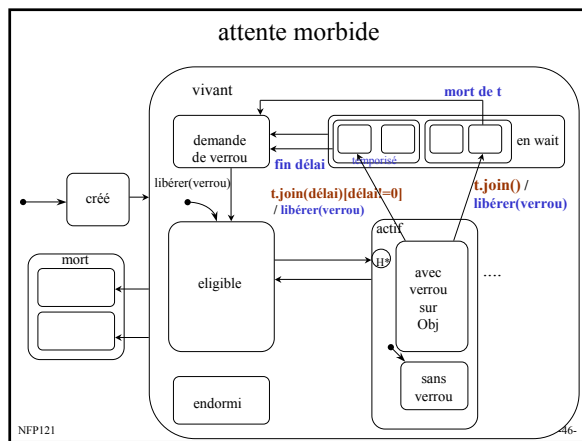 attente morbide
vivant
mort de t
demande
de verrou
en wait
temporisé
fin délai
libérer(verrou)
t.join(délai)[délai!=0]
/ libérer(verrou)
t.join() /
libérer(verrou)
créé
actif
mort
eligible
H*
avec
verrou
sur
Obj
....
sans
verrou
endormi
NFP121
-46-